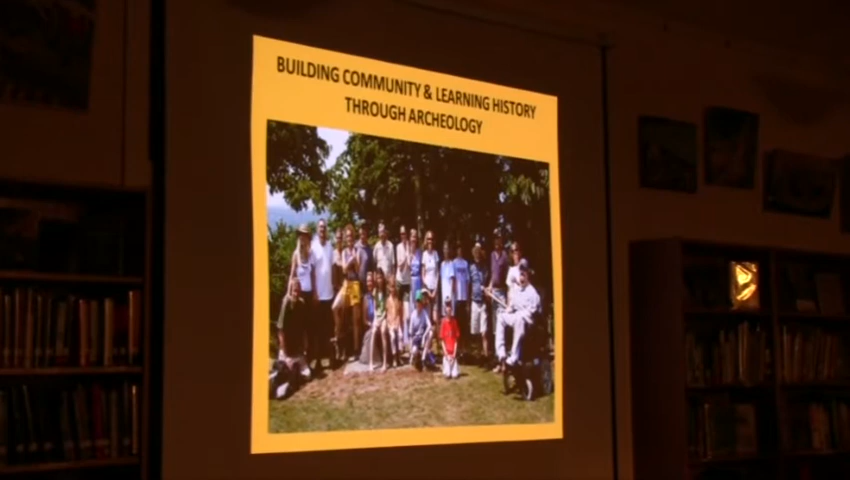 BUILDING COMMUNITY & LEARNING HISTORY
THROUGH ARCHEOLOGY